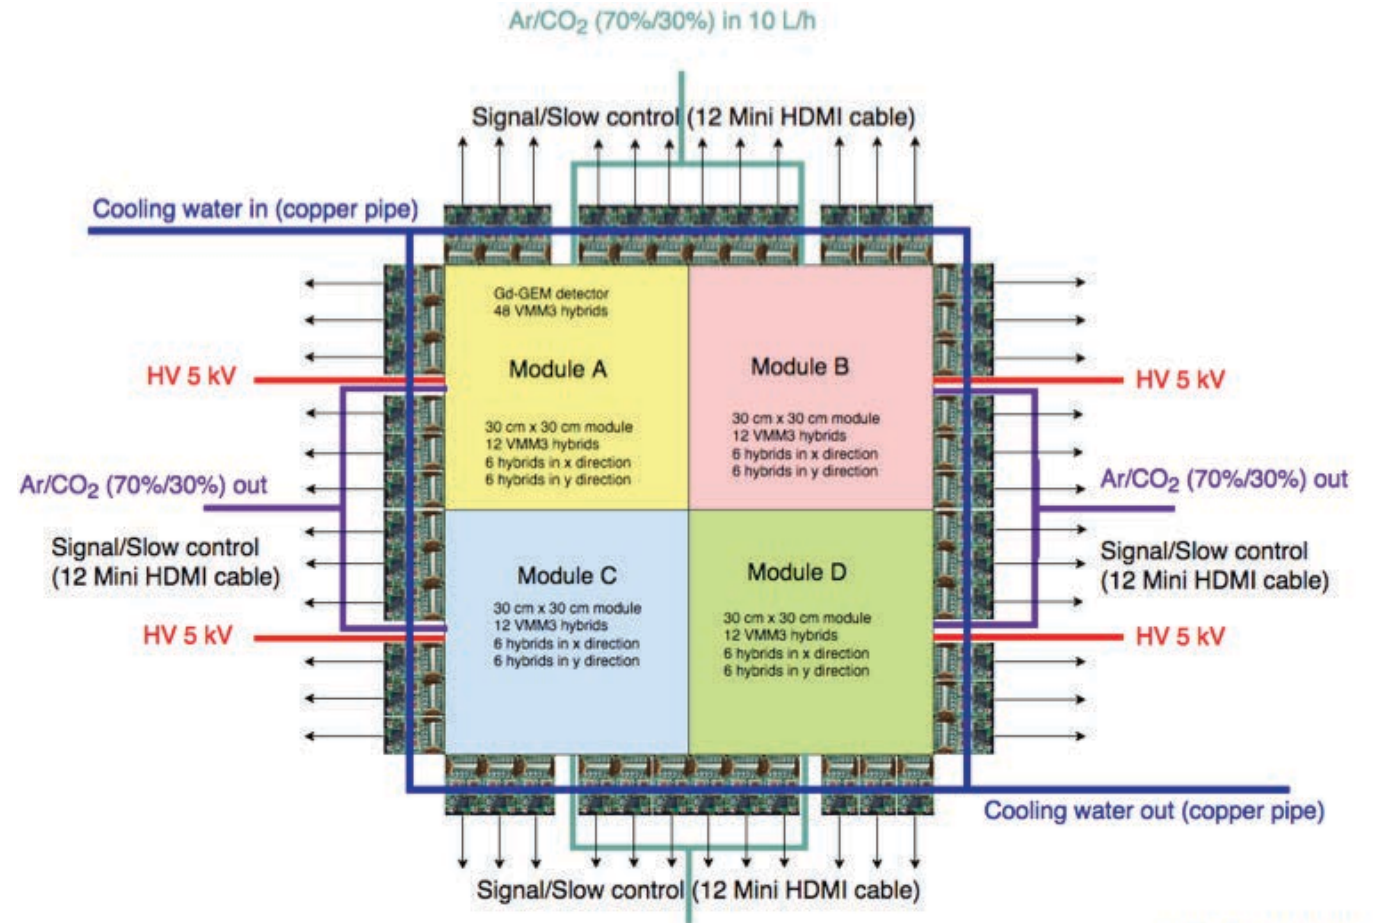 Ar/CO2 (70%/30%) in 10 L/h
Signal/Slow control (12 Mini HDMI cable)
Cooling water in (copper pipe)
Gd-GEM detector
48 VMM3 hybrids
Module A
30 cm x 30 cm module
12 VMM3 hybrids
6 hybrids in x direction
6 hybrids in y direction
Module B
30 cm x 30 cm module
12 VMM3 hybrids
6 hybrids in x direction
6 hybrids in y direction
HV 5 kV
HV 5 kV
Ar/CO2 (70%/30%) out
Ar/CO2 (70%/30%) out
Signal/Slow control
(12 Mini HDMI cable)
Signal/Slow control
(12 Mini HDMI cable)
Module C
30 cm x 30 cm module
12 VMM3 hybrids
6 hybrids in x direction
6 hybrids in y direction
Module D
30 cm x 30 cm module
12 VMM3 hybrids
6 hybrids in x direction
6 hybrids in y direction
HV 5 kV
HV 5 kV
Cooling water out (copper pipe)
Signal/Slow control (12 Mini HDMI cable)